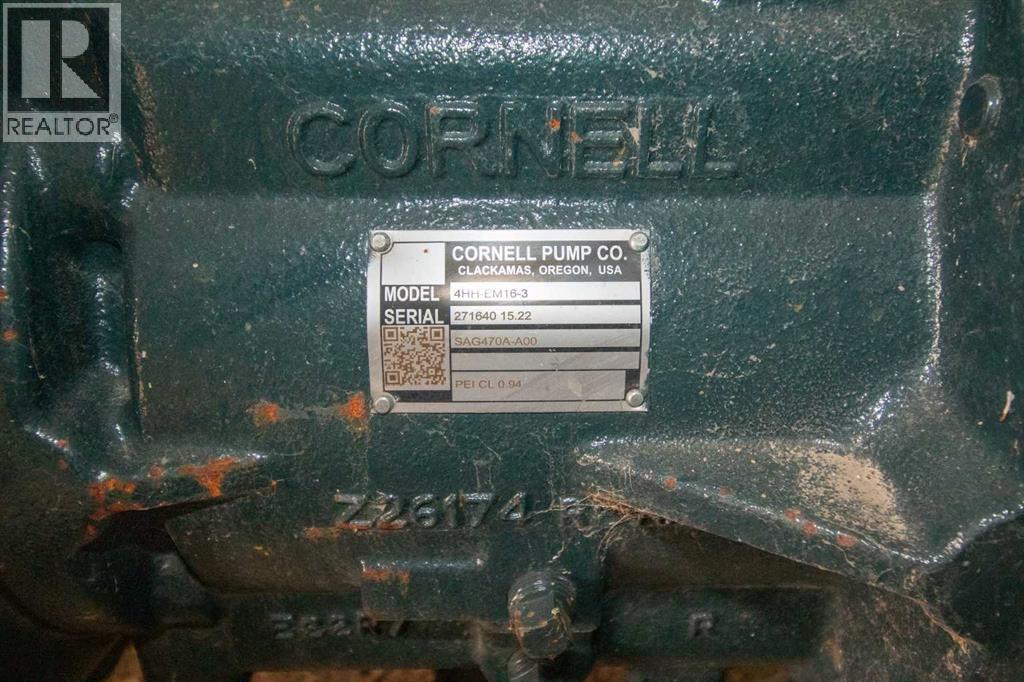 REALTOR®
CORNELL
CORNELL PUMP CO.
CLACKAMAS, OREGON, USA
MODEL 4HH-EM16-3
SERIAL 271640 15.22
SAG470A-A00
PEI CL 0.94
Z26174
R